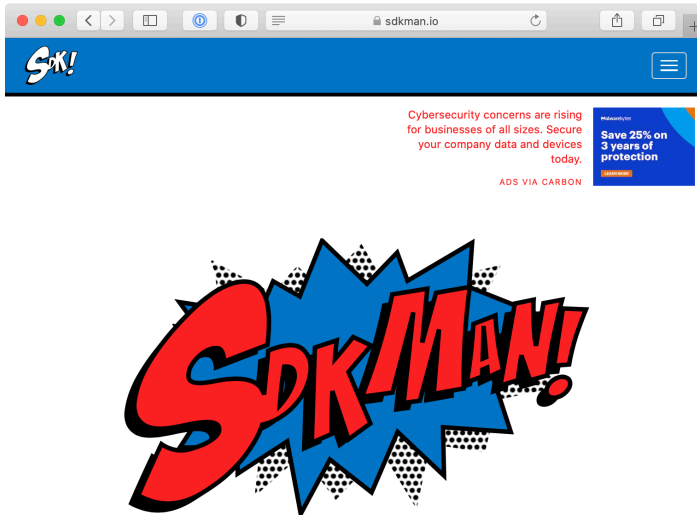 sdkman.io
SDK!
Cybersecurity concerns are rising
for businesses of all sizes. Secure
your company data and devices
today.
ADS VIA CARBON
Malwarebytes
Save 25% on
3 years of
protection
LEARN MORE
SDKMAN!